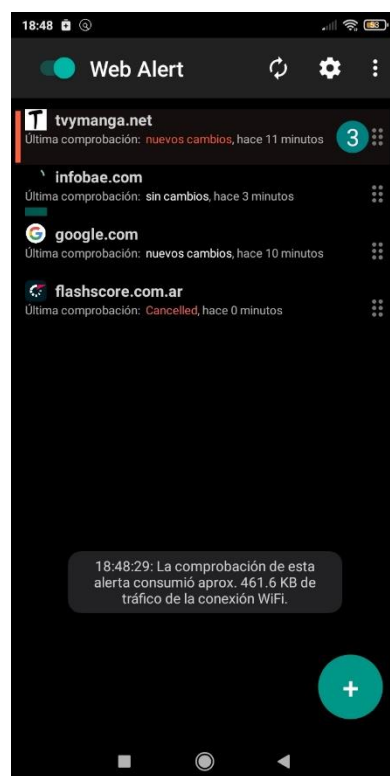 18:48
53
Web Alert
T tvymanga.net
Última comprobación: nuevos cambios, hace 11 minutos
3
infobae.com
Última comprobación: sin cambios, hace 3 minutos
G google.com
Última comprobación: nuevos cambios, hace 10 minutos
flashscore.com.ar
Última comprobación: Cancelled, hace 0 minutos
18:48:29: La comprobación de esta
alerta consumió aprox. 461.6 KB de
tráfico de la conexión WiFi.
+